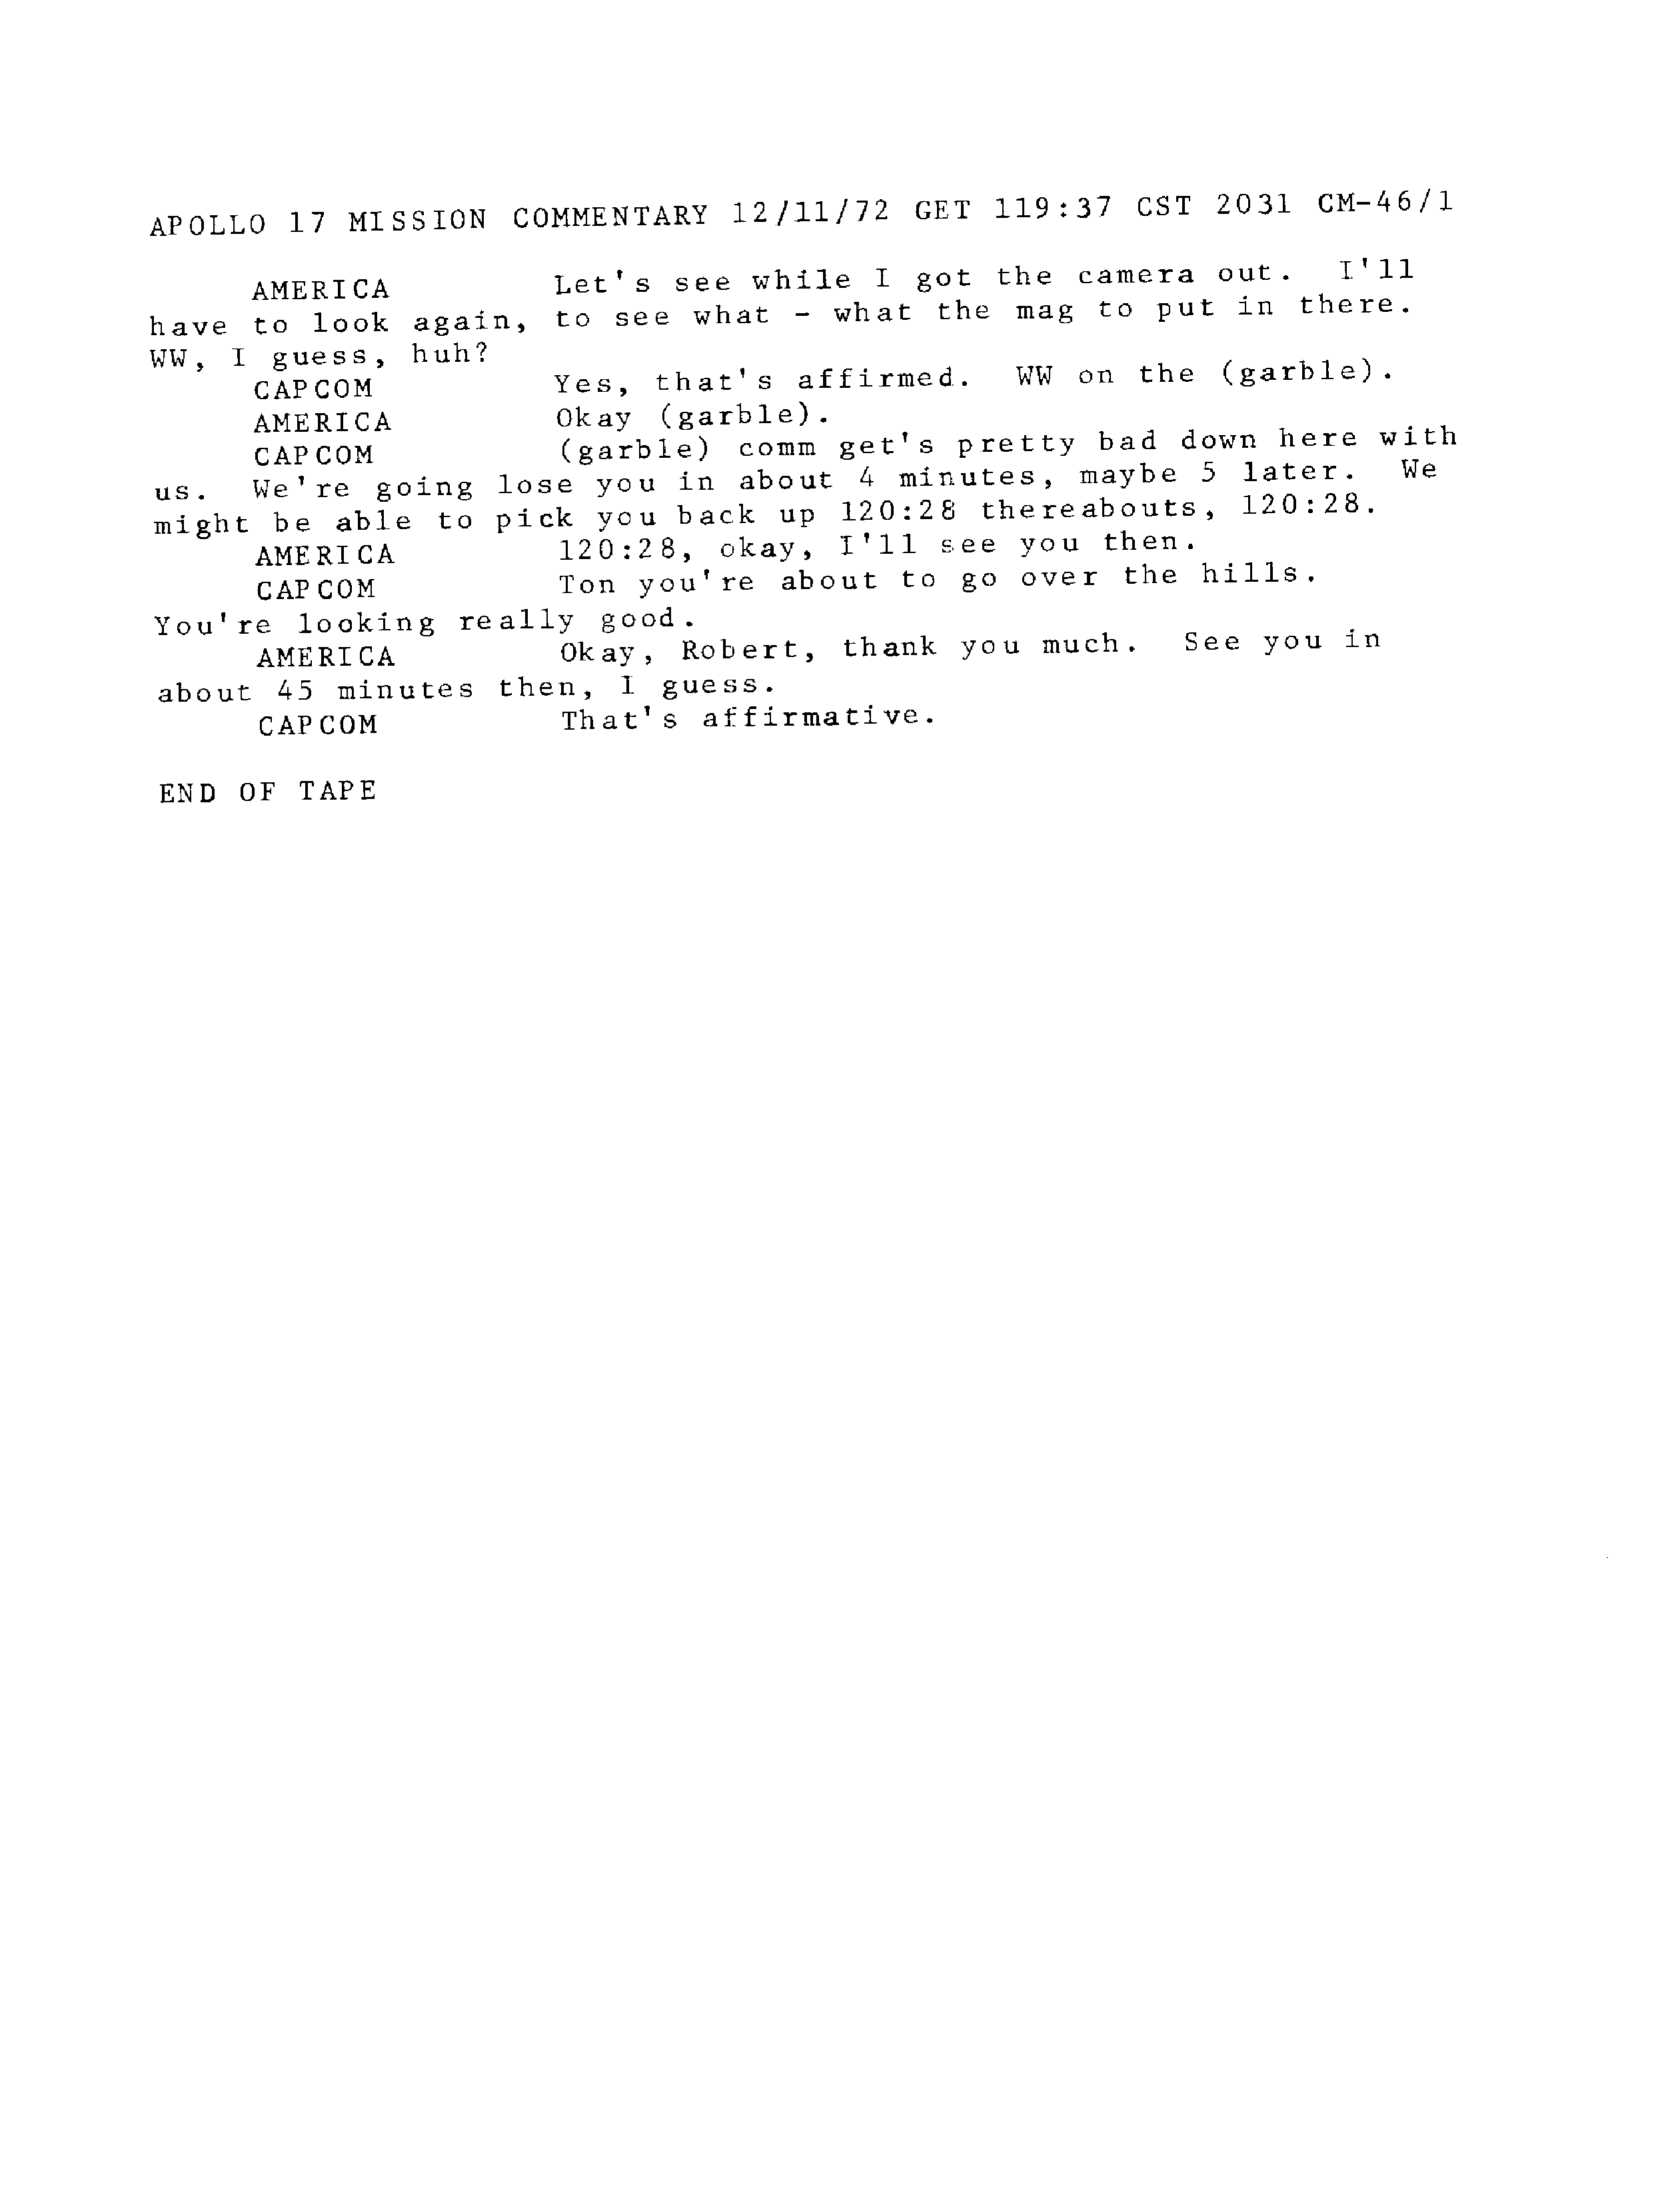 APOLLO 17 MISSION COMMENTARY 12/11/72 GET 119:37 CST 2031 CM-46/1
AMERICA Let's see while I got the camera out. I'll
have to look again, to see what - what the mag to put in there.
WW, I guess, huh?
CAPCOM Yes, that's affirmed. WW on the (garble).
AMERICA Okay (garble).
CAPCOM (garble) comm get's pretty bad down here with
us. We're going lose you in about 4 minutes, maybe 5 later. We
might be able to pick you back up 120:28 thereabouts, 120:28.
AMERICA 120:28, okay, I'll see you then.
CAPCOM Ton you're about to go over the hills.
You're looking really good.
AMERICA Okay, Robert, thank you much. See you in
about 45 minutes then, I guess.
CAPCOM That's affirmative.
END OF TAPE